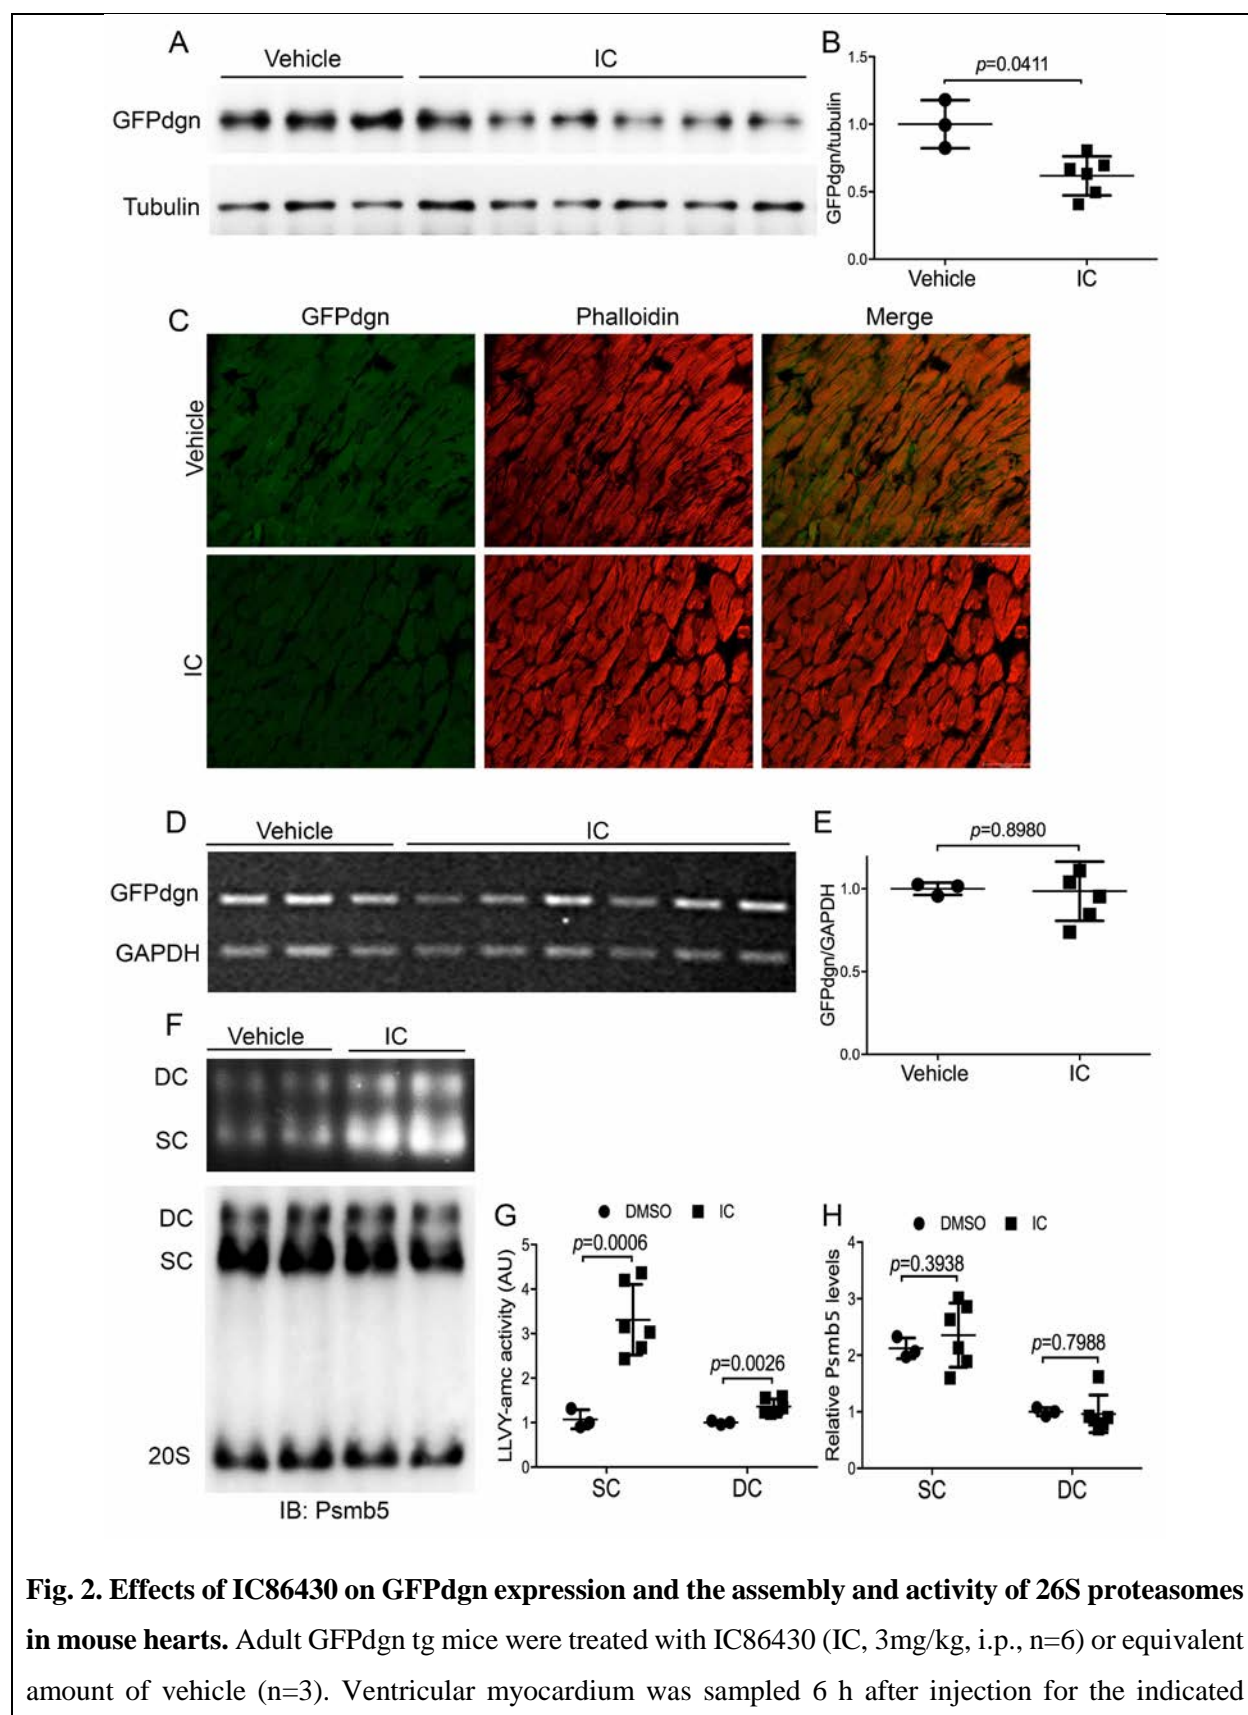 A
Vehicle
IC
GFPdgn
Tubulin
B
1.5
1.0
0.5
0.0
GFPdgn/tubulin
p=0.0411
Vehicle
IC
C
GFPdgn
Phalloidin
Merge
Vehicle
IC
D
Vehicle
IC
GFPdgn
GAPDH
E
p=0.8980
1.0
0.5
0.0
GFPdgn/GAPDH
Vehicle
IC
F
Vehicle
IC
DC
SC
DC
SC
20S
IB: Psmb5
G
DMSO
IC
5
4
3
2
1
0
LLVY-amc activity (AU)
p=0.0006
p=0.0026
SC
DC
H
DMSO
IC
4
3
2
1
0
Relative Psmb5 levels
p=0.3938
p=0.7988
SC
DC
Fig. 2. Effects of IC86430 on GFPdgn expression and the assembly and activity of 26S proteasomes
in mouse hearts. Adult GFPdgn tg mice were treated with IC86430 (IC, 3mg/kg, i.p., n=6) or equivalent
amount of vehicle (n=3). Ventricular myocardium was sampled 6 h after injection for the indicated